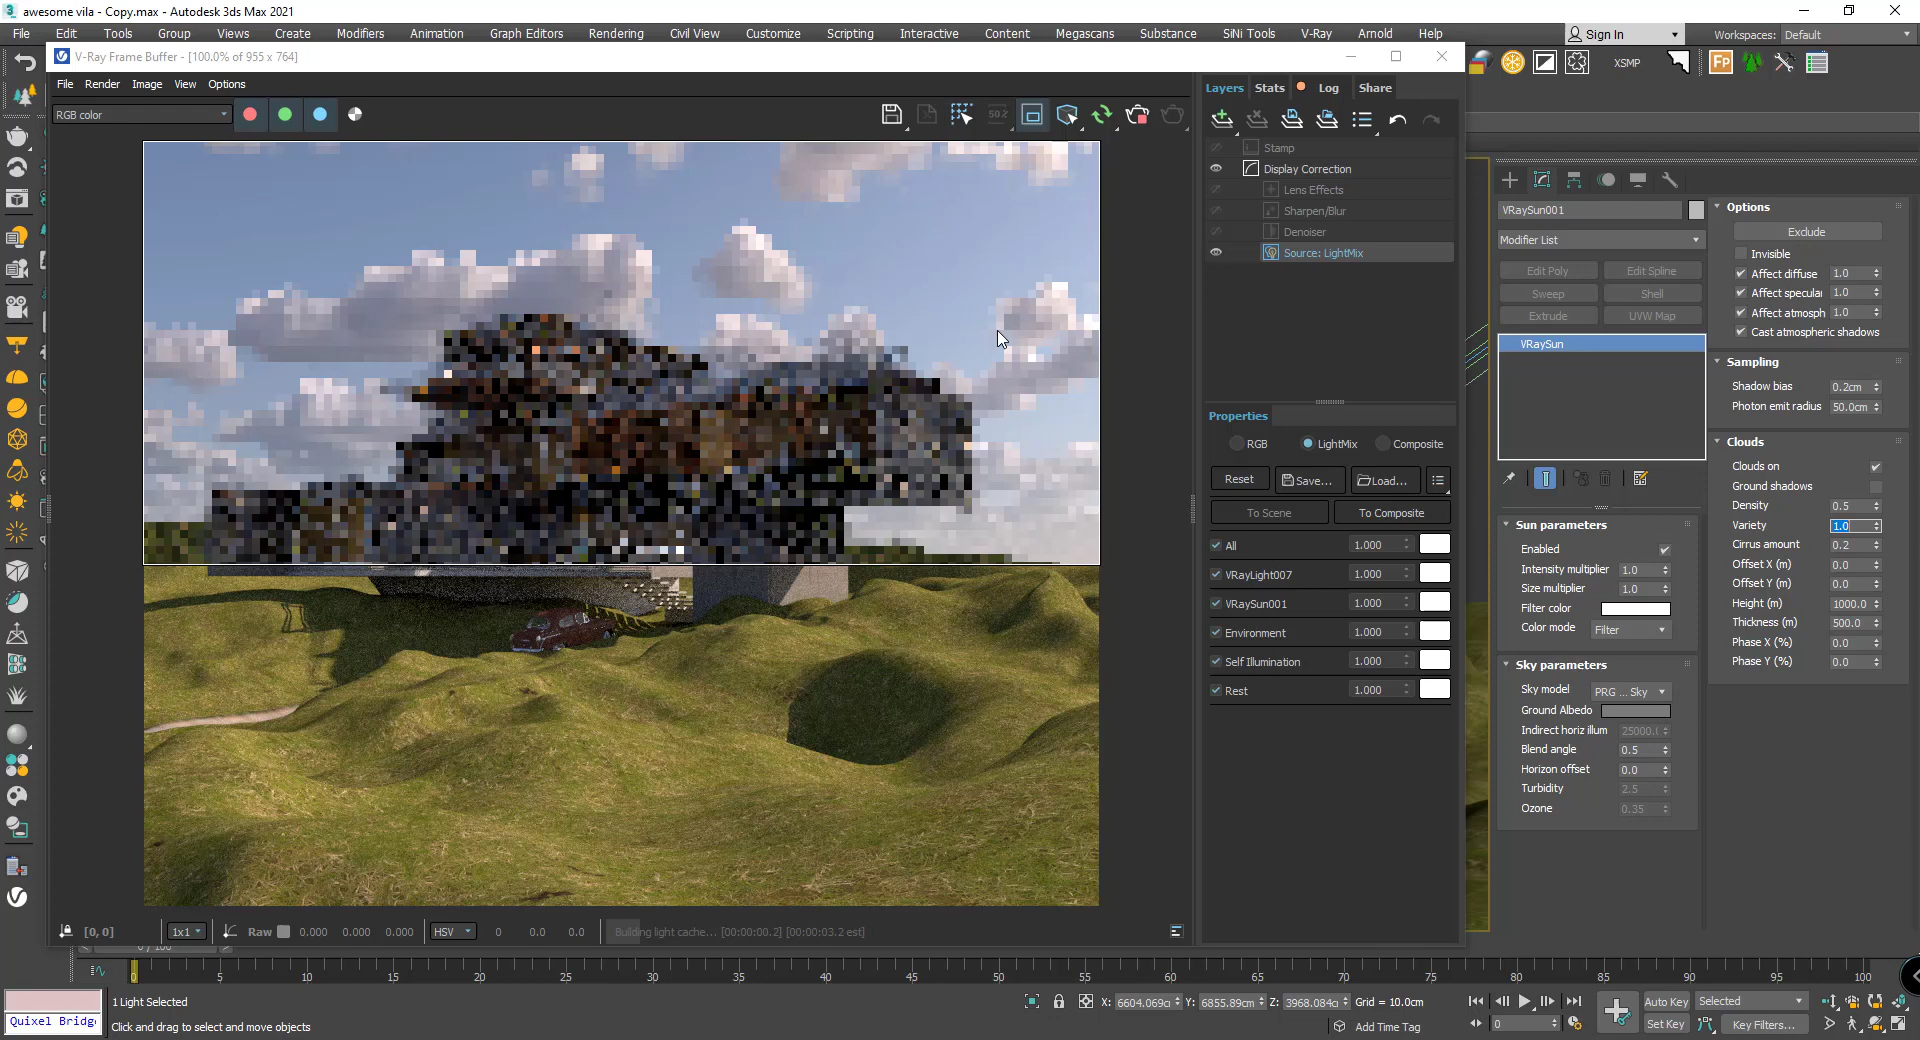 awesome vila - Copy.max - Autodesk 3ds Max 2021
File Edit Tools Group Views Create Modifiers Animation Graph Editors Rendering Civil View Customize Scripting Interactive Content Megascans Substance SiNi Tools V-Ray Arnold Help Sign In Workspaces: Default
V-Ray Frame Buffer - [100.0% of 955 x 764]
XSMP Fp
File Render Image View Options
Layers Stats Log Share
RGB color 50%
Stamp
Display Correction
Lens Effects
Sharpen/Blur
Denoiser
Source: LightMix
Properties
RGB LightMix Composite
Reset Save... Load...
To Scene To Composite
All 1.000
VRayLight007 1.000
VRaySun001 1.000
Environment 1.000
Self Illumination 1.000
Rest 1.000
VRaySun001
Modifier List
Edit Poly Edit Spline
Sweep Shell
Extrude UVW Map
VRaySun
Sun parameters
Enabled
Intensity multiplier 1.0
Size multiplier 1.0
Filter color
Color mode Filter
Sky parameters
Sky model PRG ... Sky
Ground Albedo
Indirect horiz illum 25000.(
Blend angle 0.5
Horizon offset 0.0
Turbidity 2.5
Ozone 0.35
Options
Exclude
Invisible
Affect diffuse 1.0
Affect specular 1.0
Affect atmosph 1.0
Cast atmospheric shadows
Sampling
Shadow bias 0.2cm
Photon emit radius 50.0cm
Clouds
Clouds on
Ground shadows
Density 0.5
Variety 1.0
Cirrus amount 0.2
Offset X (m) 0.0
Offset Y (m) 0.0
Height (m) 1000.0
Thickness (m) 500.0
Phase X (%) 0.0
Phase Y (%) 0.0
[0, 0] 1x1 Raw 0.000 0.000 0.000 HSV 0 0.0 0.0 Building light cache... [00:00:00.2] [00:00:03.2 est]
0 / 100
0 5 10 15 20 25 30 35 40 45 50 55 60 65 70 75 80 85 90 95 100
1 Light Selected X: 6604.069cm Y: 6855.89cm Z: 3968.084c Grid = 10.0cm Auto Key Selected
Quixel Bridg Click and drag to select and move objects Add Time Tag 0 Set Key Key Filters...